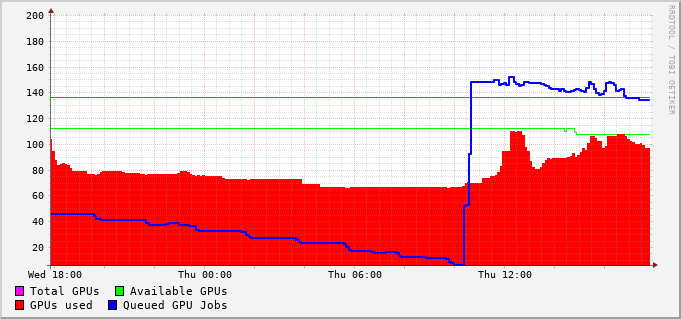 200
180
160
140
120
100
80
60
40
20
Wed 18:00 Thu 00:00 Thu 06:00 Thu 12:00
Total GPUs Available GPUs
GPUs used Queued GPU Jobs
RRDTOOL / TOBI OETIKER